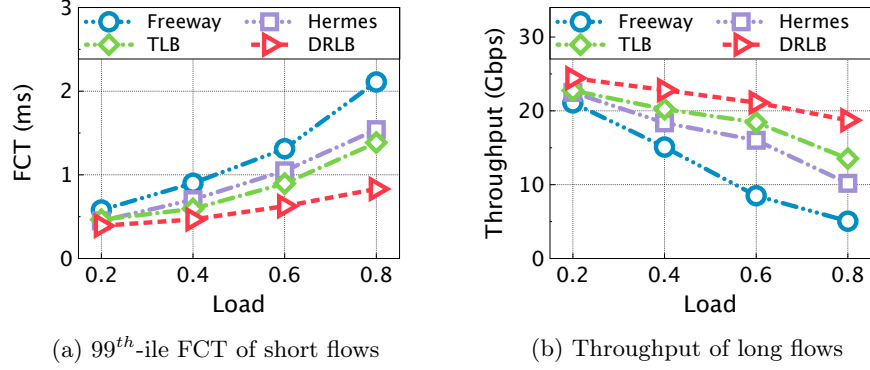 Freeway Hermes
TLB DRLB
FCT (ms)
3
2
1
0
0.2 0.4 0.6 0.8
Load
(a) 99th-ile FCT of short flows
Freeway Hermes
TLB DRLB
Throughput (Gbps)
30
20
10
0
0.2 0.4 0.6 0.8
Load
(b) Throughput of long flows